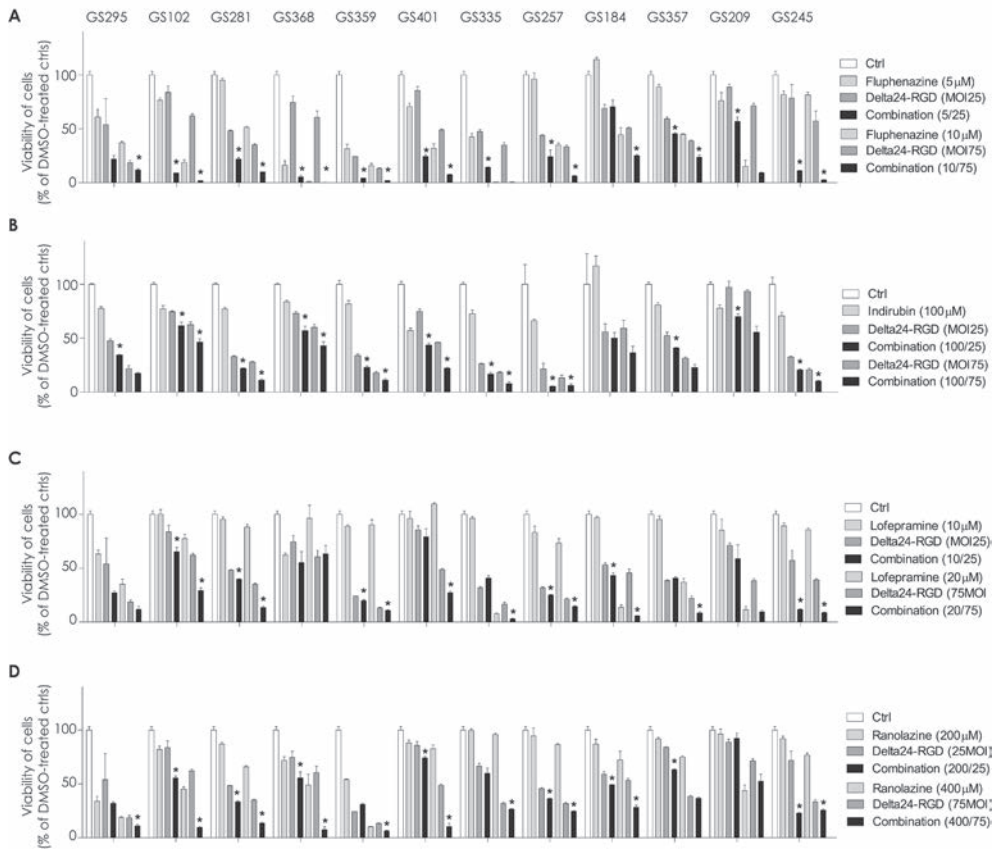 A
GS295 GS102 GS281 GS368 GS359 GS401 GS335 GS257 GS184 GS357 GS209 GS245
Viability of cells
(% of DMSO-treated ctrls)
100
50
0
* * * * * * * * * * * * * * * * * * * * *
Ctrl
Fluphenazine (5µM)
Delta24-RGD (MOI25)
Combination (5/25)
Fluphenazine (10µM)
Delta24-RGD (MOI75)
Combination (10/75)
B
Viability of cells
(% of DMSO-treated ctrls)
100
50
0
* * * * * * * * * * * * * * * * * * *
Ctrl
Indirubin (100µM)
Delta24-RGD (MOI25)
Combination (100/25)
Delta24-RGD (MOI75)
Combination (100/75)
C
Viability of cells
(% of DMSO-treated ctrls)
100
50
0
* * * * * * * * * * * * * * *
Ctrl
Lofepramine (10µM)
Delta24-RGD (MOI25)
Combination (10/25)
Lofepramine (20µM)
Delta24-RGD (75MOI
Combination (20/75)
D
Viability of cells
(% of DMSO-treated ctrls)
100
50
0
* * * * * * * * * * * * * * * * * *
Ctrl
Ranolazine (200µM)
Delta24-RGD (25MOI)
Combination (200/25)
Ranolazine (400µM)
Delta24-RGD (75MOI)
Combination (400/75)